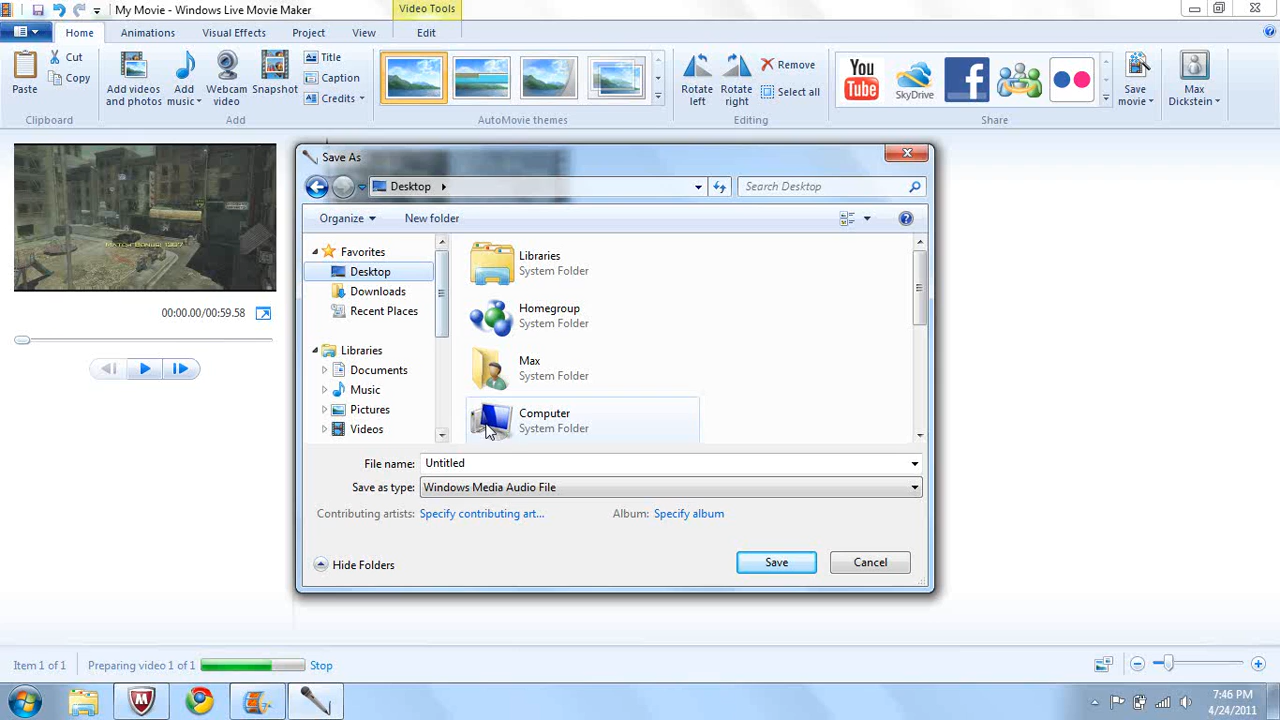 My Movie - Windows Live Movie Maker
Video Tools
Home
Animations
Visual Effects
Project
View
Edit
Paste
Cut
Copy
Clipboard
Add videos and photos
Add music
Webcam video
Snapshot
Title
Caption
Credits
Add
AutoMovie themes
Rotate left
Rotate right
Remove
Select all
Editing
You Tube
SkyDrive
Share
Save movie
Max Dickstein
MATCH BONUS: 1307
00:00.00/00:59.58
Save As
Desktop
Search Desktop
Organize
New folder
Favorites
Desktop
Downloads
Recent Places
Libraries
Documents
Music
Pictures
Videos
Libraries
System Folder
Homegroup
System Folder
Max
System Folder
Computer
System Folder
File name: Untitled
Save as type: Windows Media Audio File
Contributing artists: Specify contributing art...
Album: Specify album
Hide Folders
Save
Cancel
Item 1 of 1
Preparing video 1 of 1
Stop
7:46 PM
4/24/2011